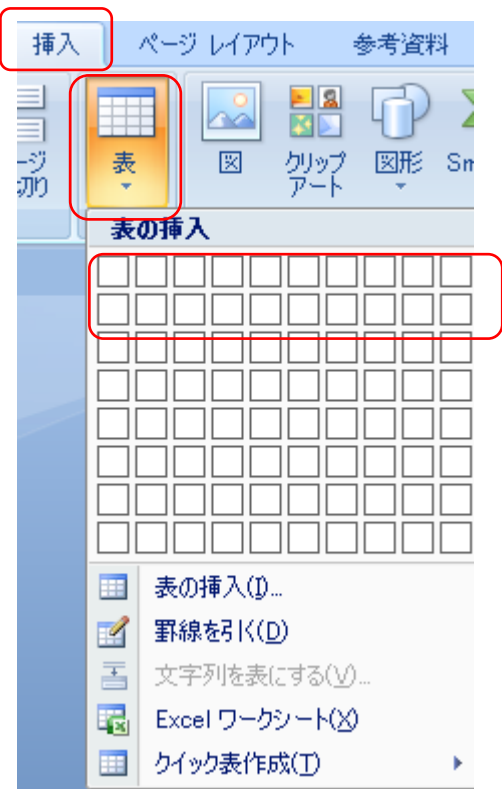 挿入 ページ レイアウト 参考資料
表 図 クリップ 図形
アート
表の挿入
表の挿入(I)...
罫線を引く(D)
文字列を表にする(V)...
Excel ワークシート(X)
クイック表作成(T)